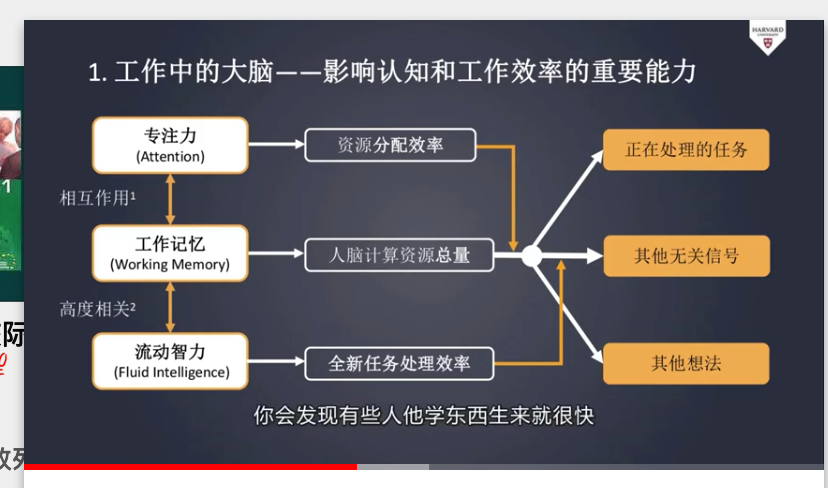 HARVARD
UNIVERSITY
1. 工作中的大脑——影响认知和工作效率的重要能力
专注力
(Attention)
资源分配效率
正在处理的任务
相互作用1
工作记忆
(Working Memory)
人脑计算资源总量
其他无关信号
高度相关2
流动智力
(Fluid Intelligence)
全新任务处理效率
其他想法
你会发现有些人他学东西生来就很快
1
际